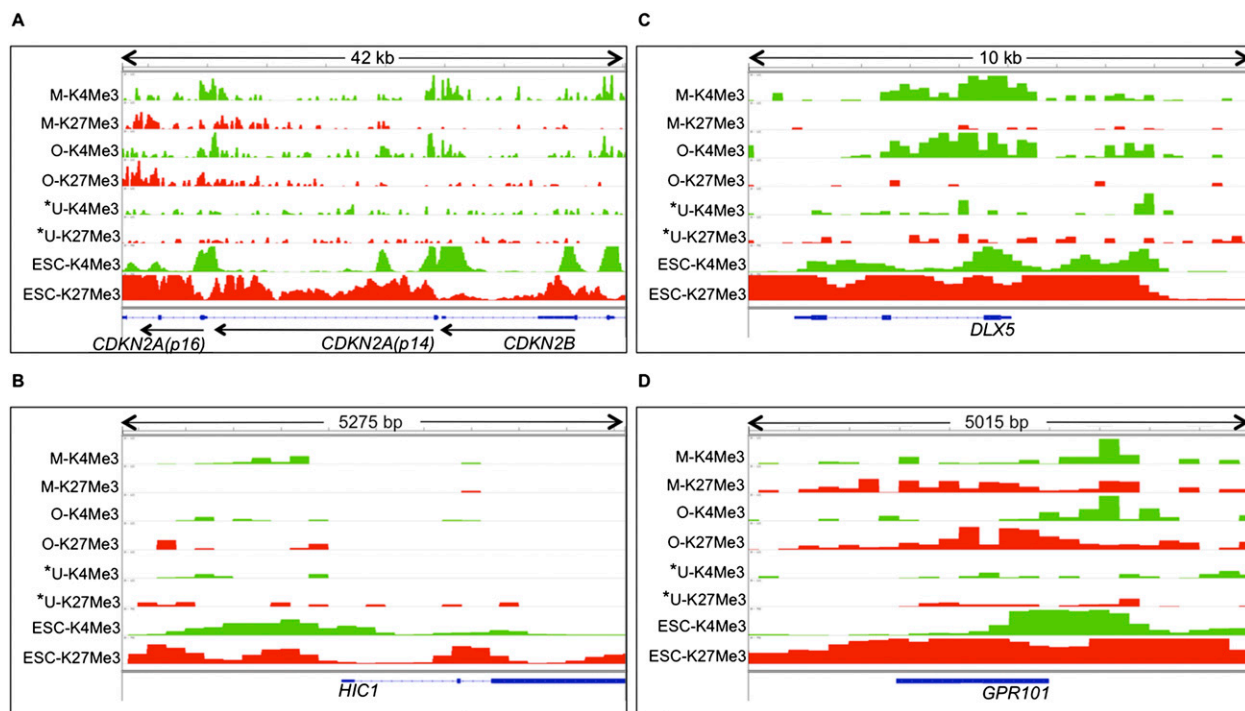 A
42 kb
M-K4Me3
M-K27Me3
O-K4Me3
O-K27Me3
*U-K4Me3
*U-K27Me3
ESC-K4Me3
ESC-K27Me3
CDKN2A(p16)
CDKN2A(p14)
CDKN2B
B
5275 bp
M-K4Me3
M-K27Me3
O-K4Me3
O-K27Me3
*U-K4Me3
*U-K27Me3
ESC-K4Me3
ESC-K27Me3
HIC1
C
10 kb
M-K4Me3
M-K27Me3
O-K4Me3
O-K27Me3
*U-K4Me3
*U-K27Me3
ESC-K4Me3
ESC-K27Me3
DLX5
D
5015 bp
M-K4Me3
M-K27Me3
O-K4Me3
O-K27Me3
*U-K4Me3
*U-K27Me3
ESC-K4Me3
ESC-K27Me3
GPR101